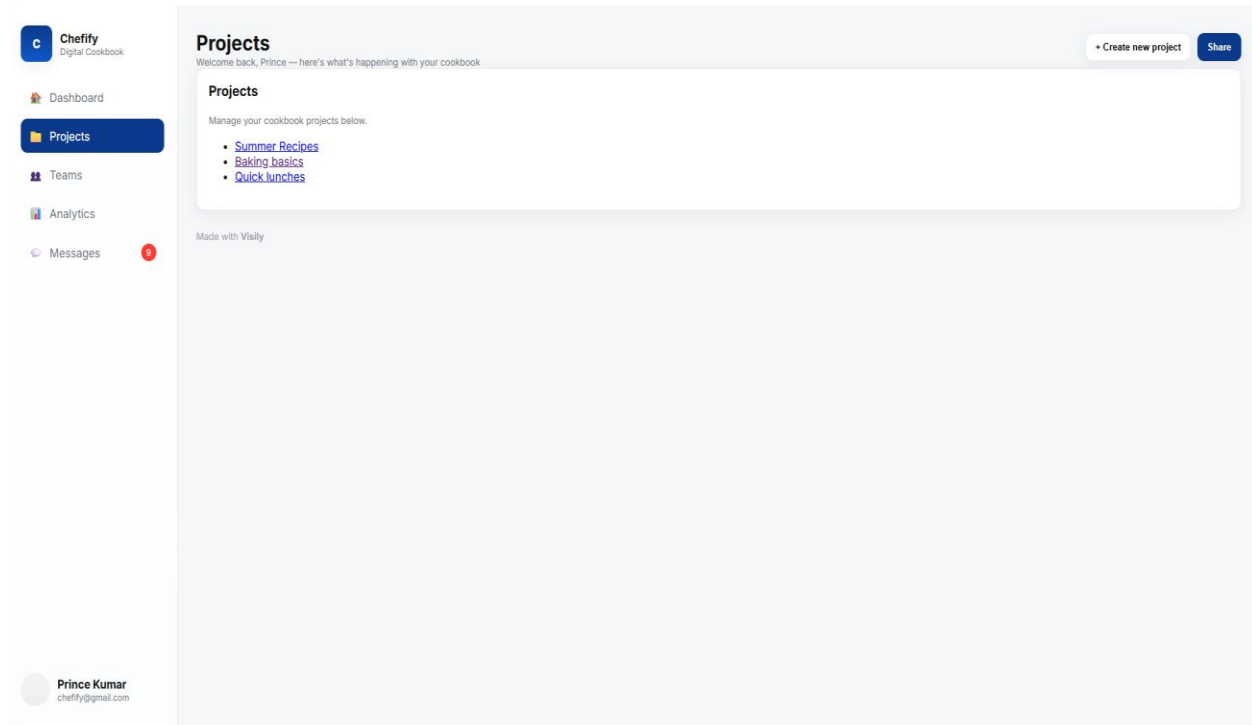 C
Chefify
Digital Cookbook
Dashboard
Projects
Teams
Analytics
Messages
9
Prince Kumar
chefify@gmail.com
Projects
Welcome back, Prince — here's what's happening with your cookbook
+ Create new project
Share
Projects
Manage your cookbook projects below.
• Summer Recipes
• Baking basics
• Quick lunches
Made with Visily